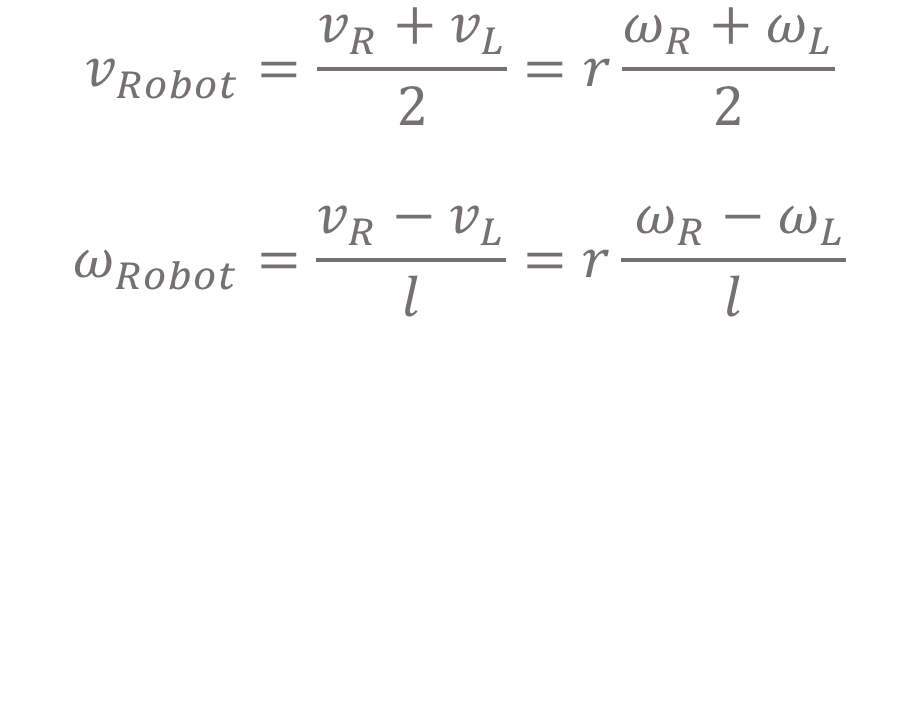 v_Robot = (v_R + v_L)/2 = r (ω_R + ω_L)/2
ω_Robot = (v_R − v_L)/l = r (ω_R − ω_L)/l